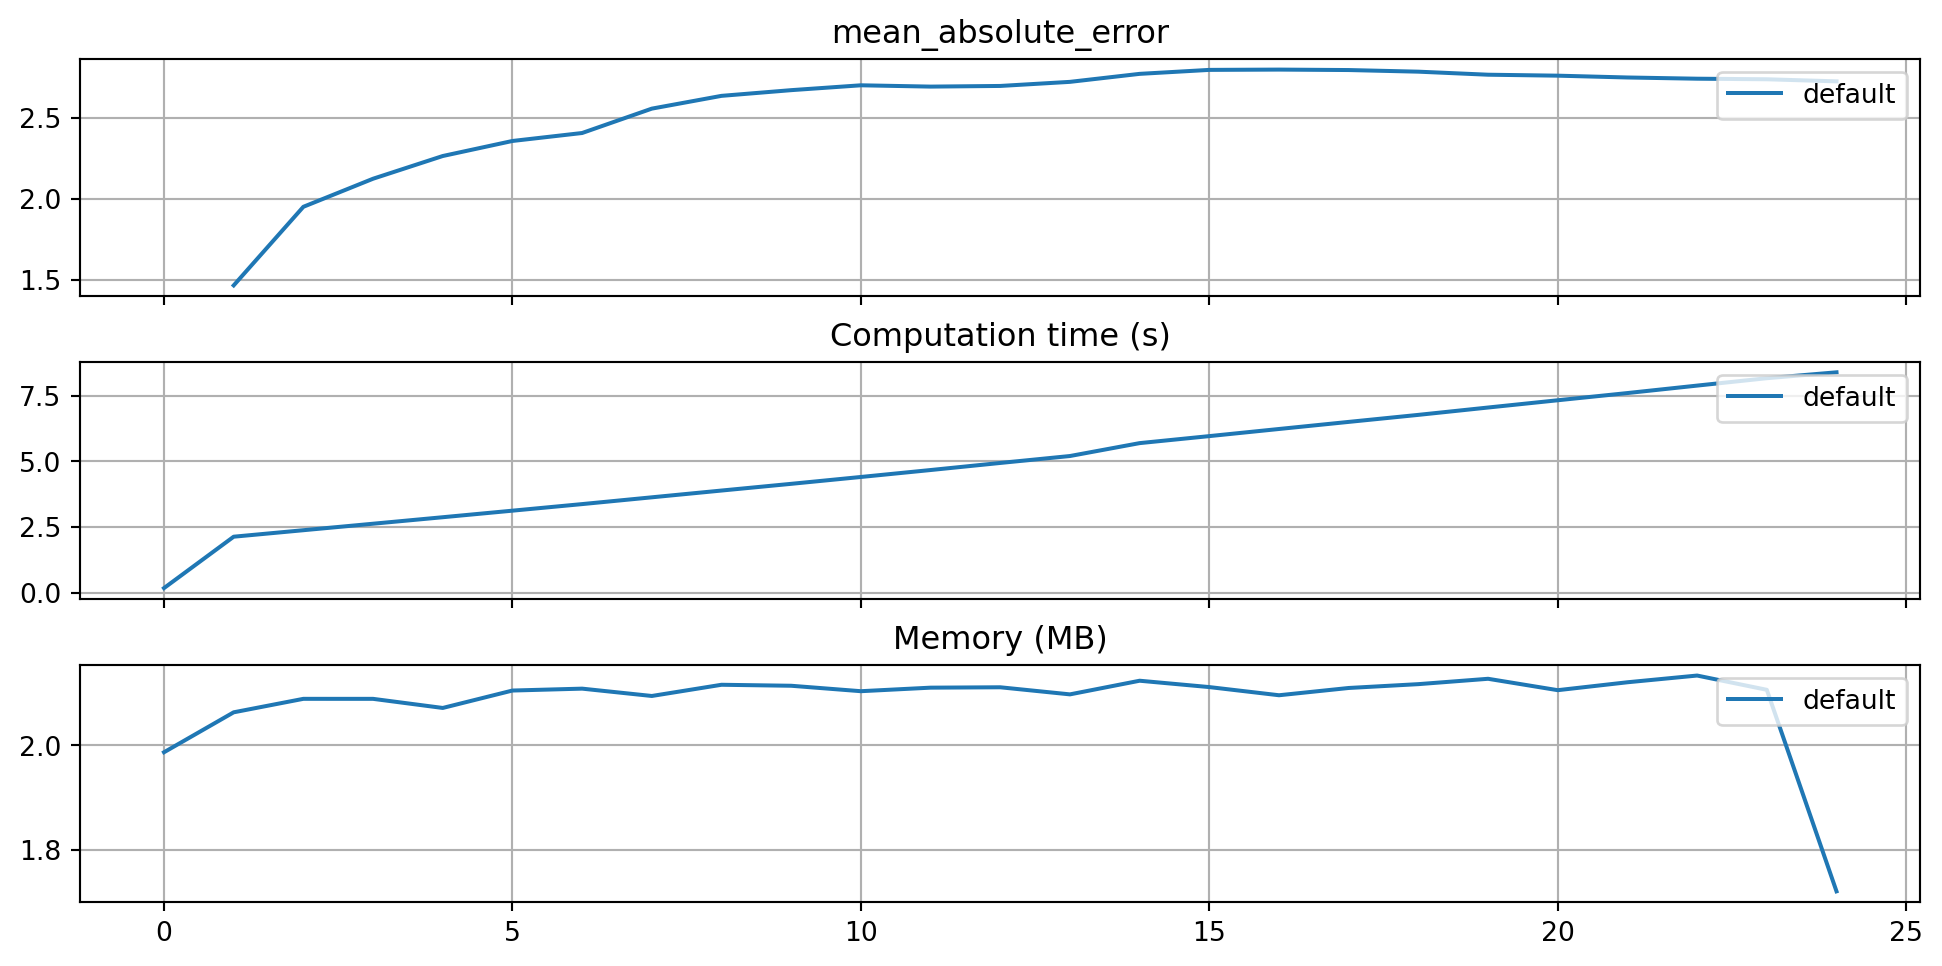 mean_absolute_error
2.5
2.0
1.5
default
Computation time (s)
7.5
5.0
2.5
0.0
default
Memory (MB)
2.0
1.8
default
0 5 10 15 20 25